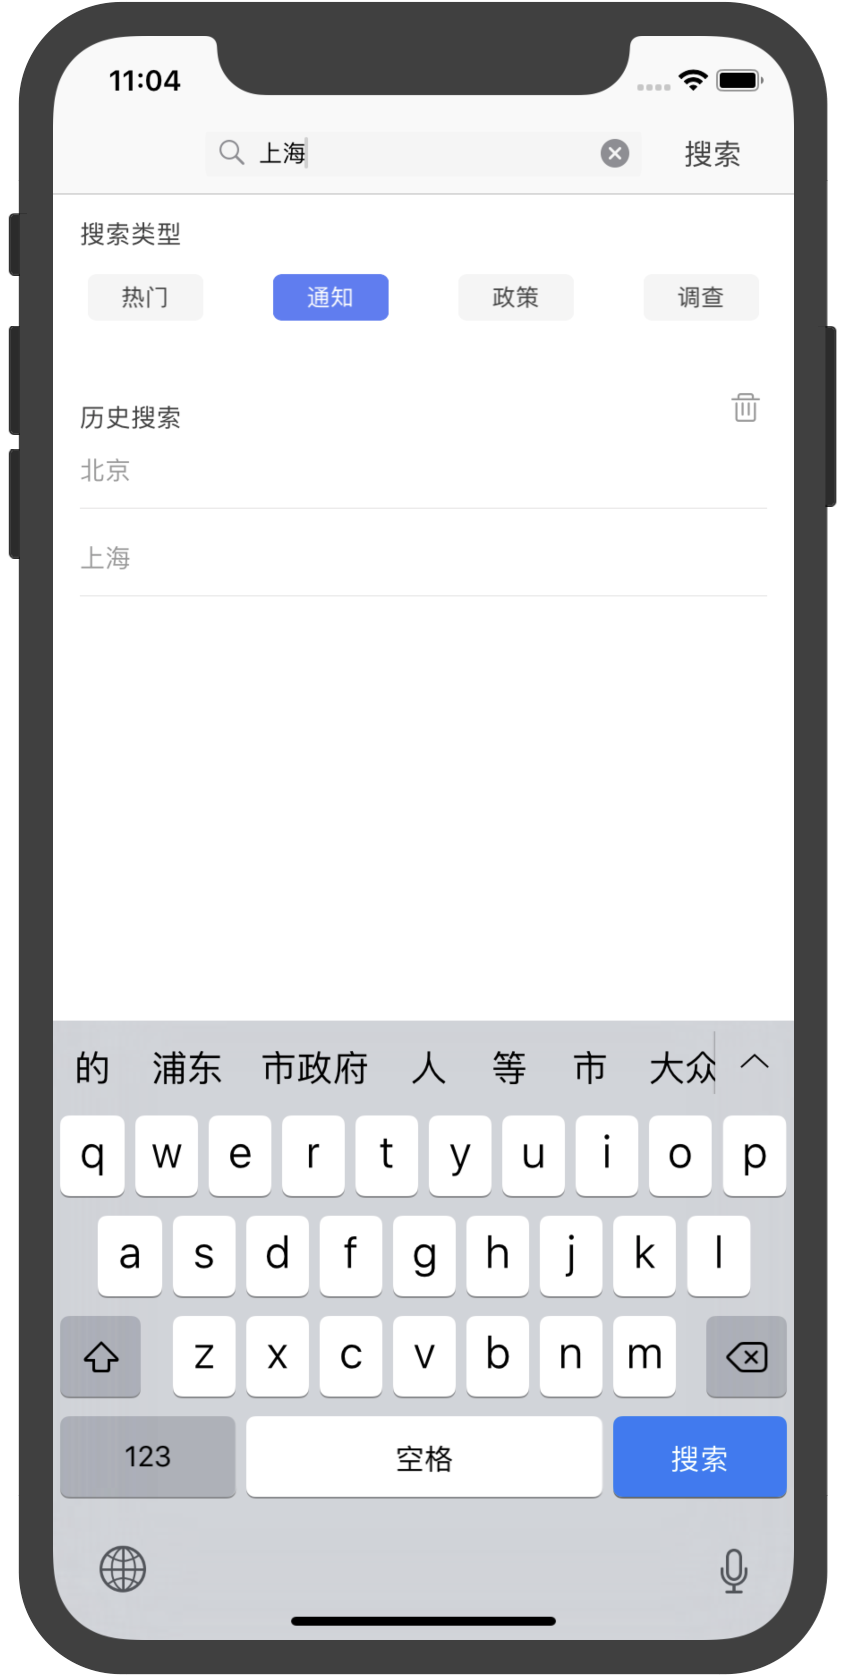 11:04
上海 搜索
搜索类型
热门 通知 政策 调查
历史搜索
北京
上海
的 浦东 市政府 人 等 市 大众
q w e r t y u i o p
a s d f g h j k l
z x c v b n m
123 空格 搜索